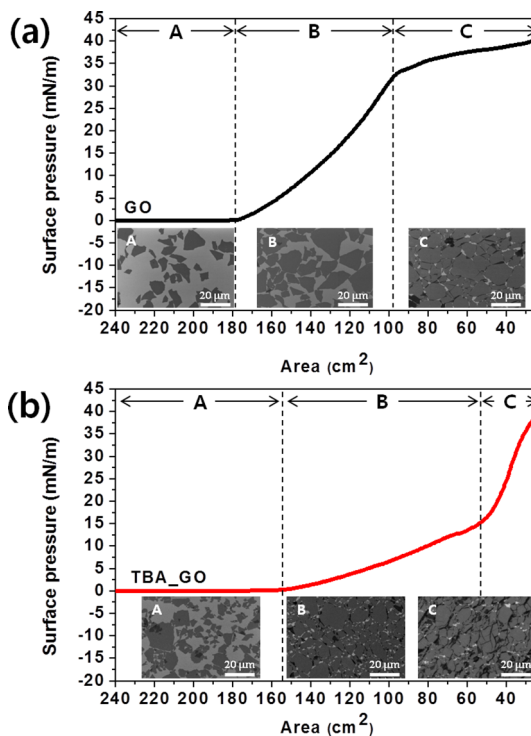 (a)
A B C
Surface pressure (mN/m)
45
40
35
30
25
20
15
10
5
0
-5
-10
-15
-20
GO
A
20 μm
B
20 μm
C
20 μm
240 220 200 180 160 140 120 100 80 60 40
Area (cm²)
(b)
A B C
Surface pressure (mN/m)
45
40
35
30
25
20
15
10
5
0
-5
-10
-15
-20
TBA_GO
A
20 μm
B
20 μm
C
20 μm
240 220 200 180 160 140 120 100 80 60 40
Area (cm²)